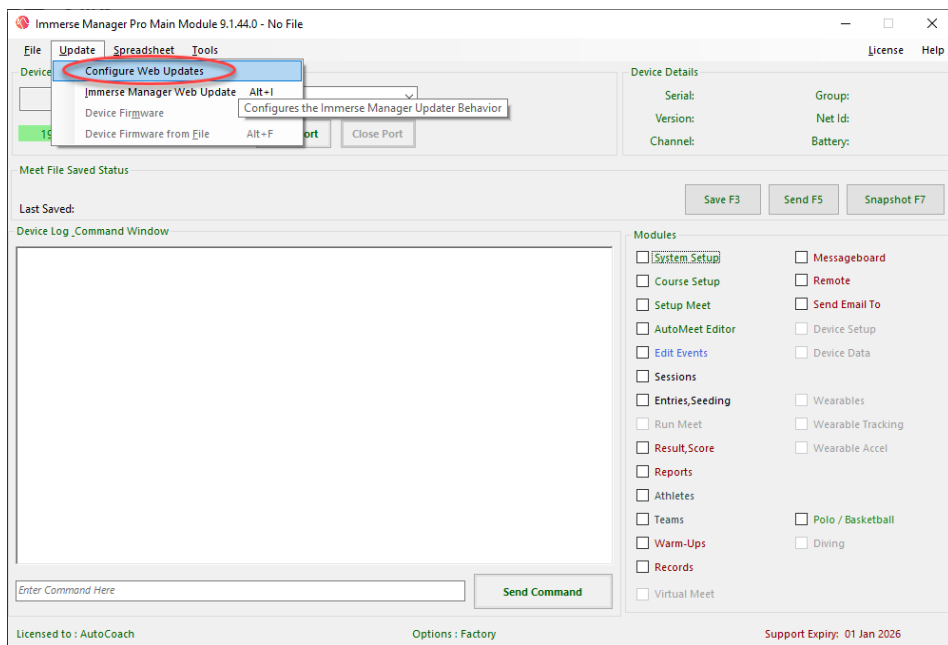 Immerse Manager Pro Main Module 9.1.44.0 - No File
File Update Spreadsheet Tools License Help
Device
Configure Web Updates
Immerse Manager Web Update Alt+I
Configures the Immerse Manager Updater Behavior
Device Firmware
Device Firmware from File Alt+F
19
ort
Close Port
Device Details
Serial: Group:
Version: Net Id:
Channel: Battery:
Meet File Saved Status
Last Saved:
Save F3 Send F5 Snapshot F7
Device Log _Command Window
Enter Command Here
Send Command
Modules
System Setup Messageboard
Course Setup Remote
Setup Meet Send Email To
AutoMeet Editor Device Setup
Edit Events Device Data
Sessions
Entries,Seeding Wearables
Run Meet Wearable Tracking
Result,Score Wearable Accel
Reports
Athletes
Teams Polo / Basketball
Warm-Ups Diving
Records
Virtual Meet
Licensed to : AutoCoach Options : Factory Support Expiry: 01 Jan 2026